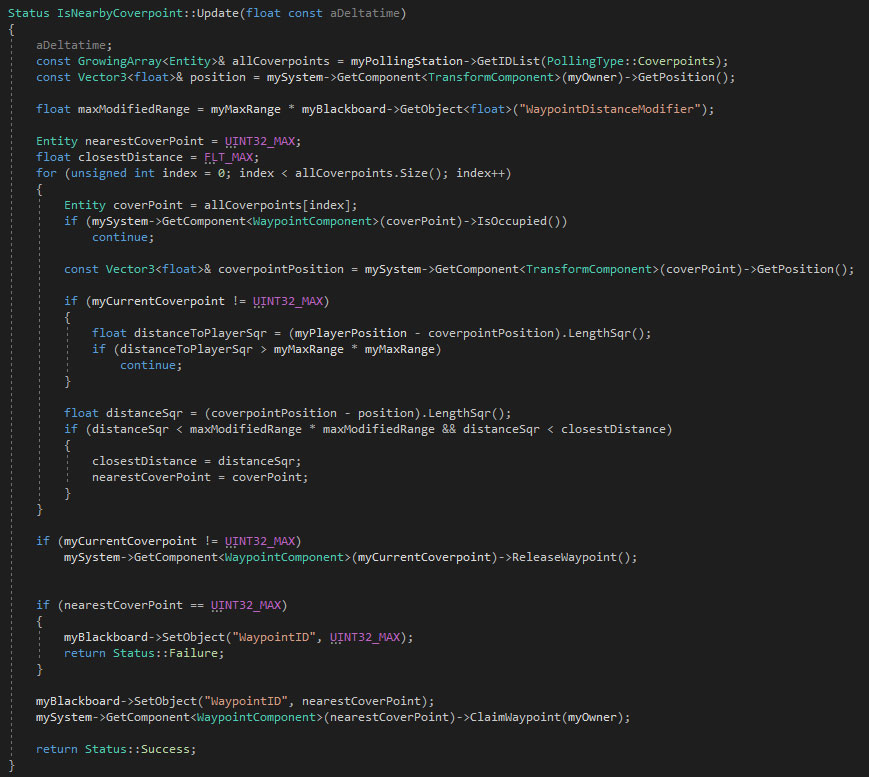 Status IsNearbyCoverpoint::Update(float const aDeltatime)
{
    aDeltatime;
    const GrowingArray<Entity>& allCoverpoints = myPollingStation->GetIDList(PollingType::Coverpoints);
    const Vector3<float>& position = mySystem->GetComponent<TransformComponent>(myOwner)->GetPosition();

    float maxModifiedRange = myMaxRange * myBlackboard->GetObject<float>("WaypointDistanceModifier");

    Entity nearestCoverPoint = UINT32_MAX;
    float closestDistance = FLT_MAX;
    for (unsigned int index = 0; index < allCoverpoints.Size(); index++)
    {
        Entity coverPoint = allCoverpoints[index];
        if (mySystem->GetComponent<WaypointComponent>(coverPoint)->IsOccupied())
            continue;

        const Vector3<float>& coverpointPosition = mySystem->GetComponent<TransformComponent>(coverPoint)->GetPosition();

        if (myCurrentCoverpoint != UINT32_MAX)
        {
            float distanceToPlayerSqr = (myPlayerPosition - coverpointPosition).LengthSqr();
            if (distanceToPlayerSqr > myMaxRange * myMaxRange)
                continue;
        }

        float distanceSqr = (coverpointPosition - position).LengthSqr();
        if (distanceSqr < maxModifiedRange * maxModifiedRange && distanceSqr < closestDistance)
        {
            closestDistance = distanceSqr;
            nearestCoverPoint = coverPoint;
        }
    }

    if (myCurrentCoverpoint != UINT32_MAX)
        mySystem->GetComponent<WaypointComponent>(myCurrentCoverpoint)->ReleaseWaypoint();


    if (nearestCoverPoint == UINT32_MAX)
    {
        myBlackboard->SetObject("WaypointID", UINT32_MAX);
        return Status::Failure;
    }

    myBlackboard->SetObject("WaypointID", nearestCoverPoint);
    mySystem->GetComponent<WaypointComponent>(nearestCoverPoint)->ClaimWaypoint(myOwner);

    return Status::Success;
}